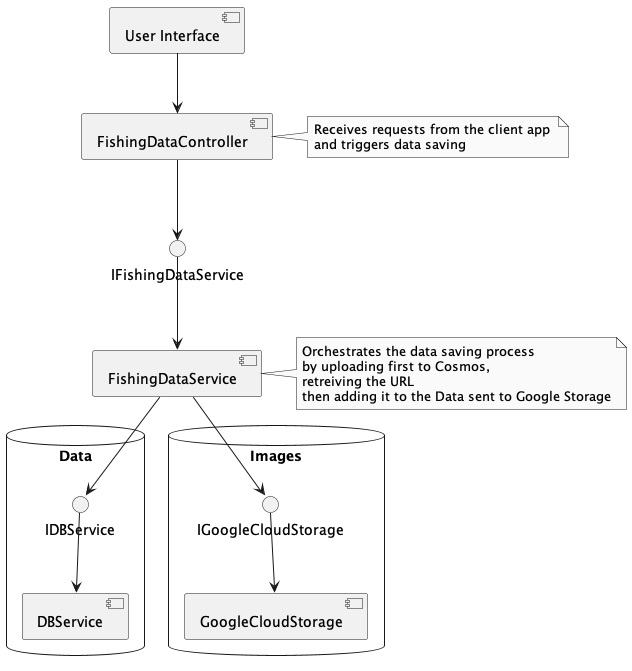 User Interface
FishingDataController
Receives requests from the client app
and triggers data saving
IFishingDataService
FishingDataService
Orchestrates the data saving process
by uploading first to Cosmos,
retreiving the URL
then adding it to the Data sent to Google Storage
Data
Images
IDBService
IGoogleCloudStorage
DBService
GoogleCloudStorage